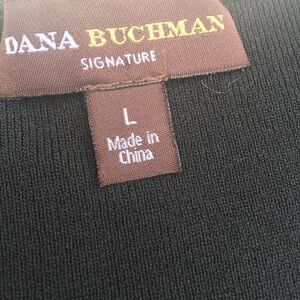 DANA BUCHMAN
SIGNATURE
L
Made in
China